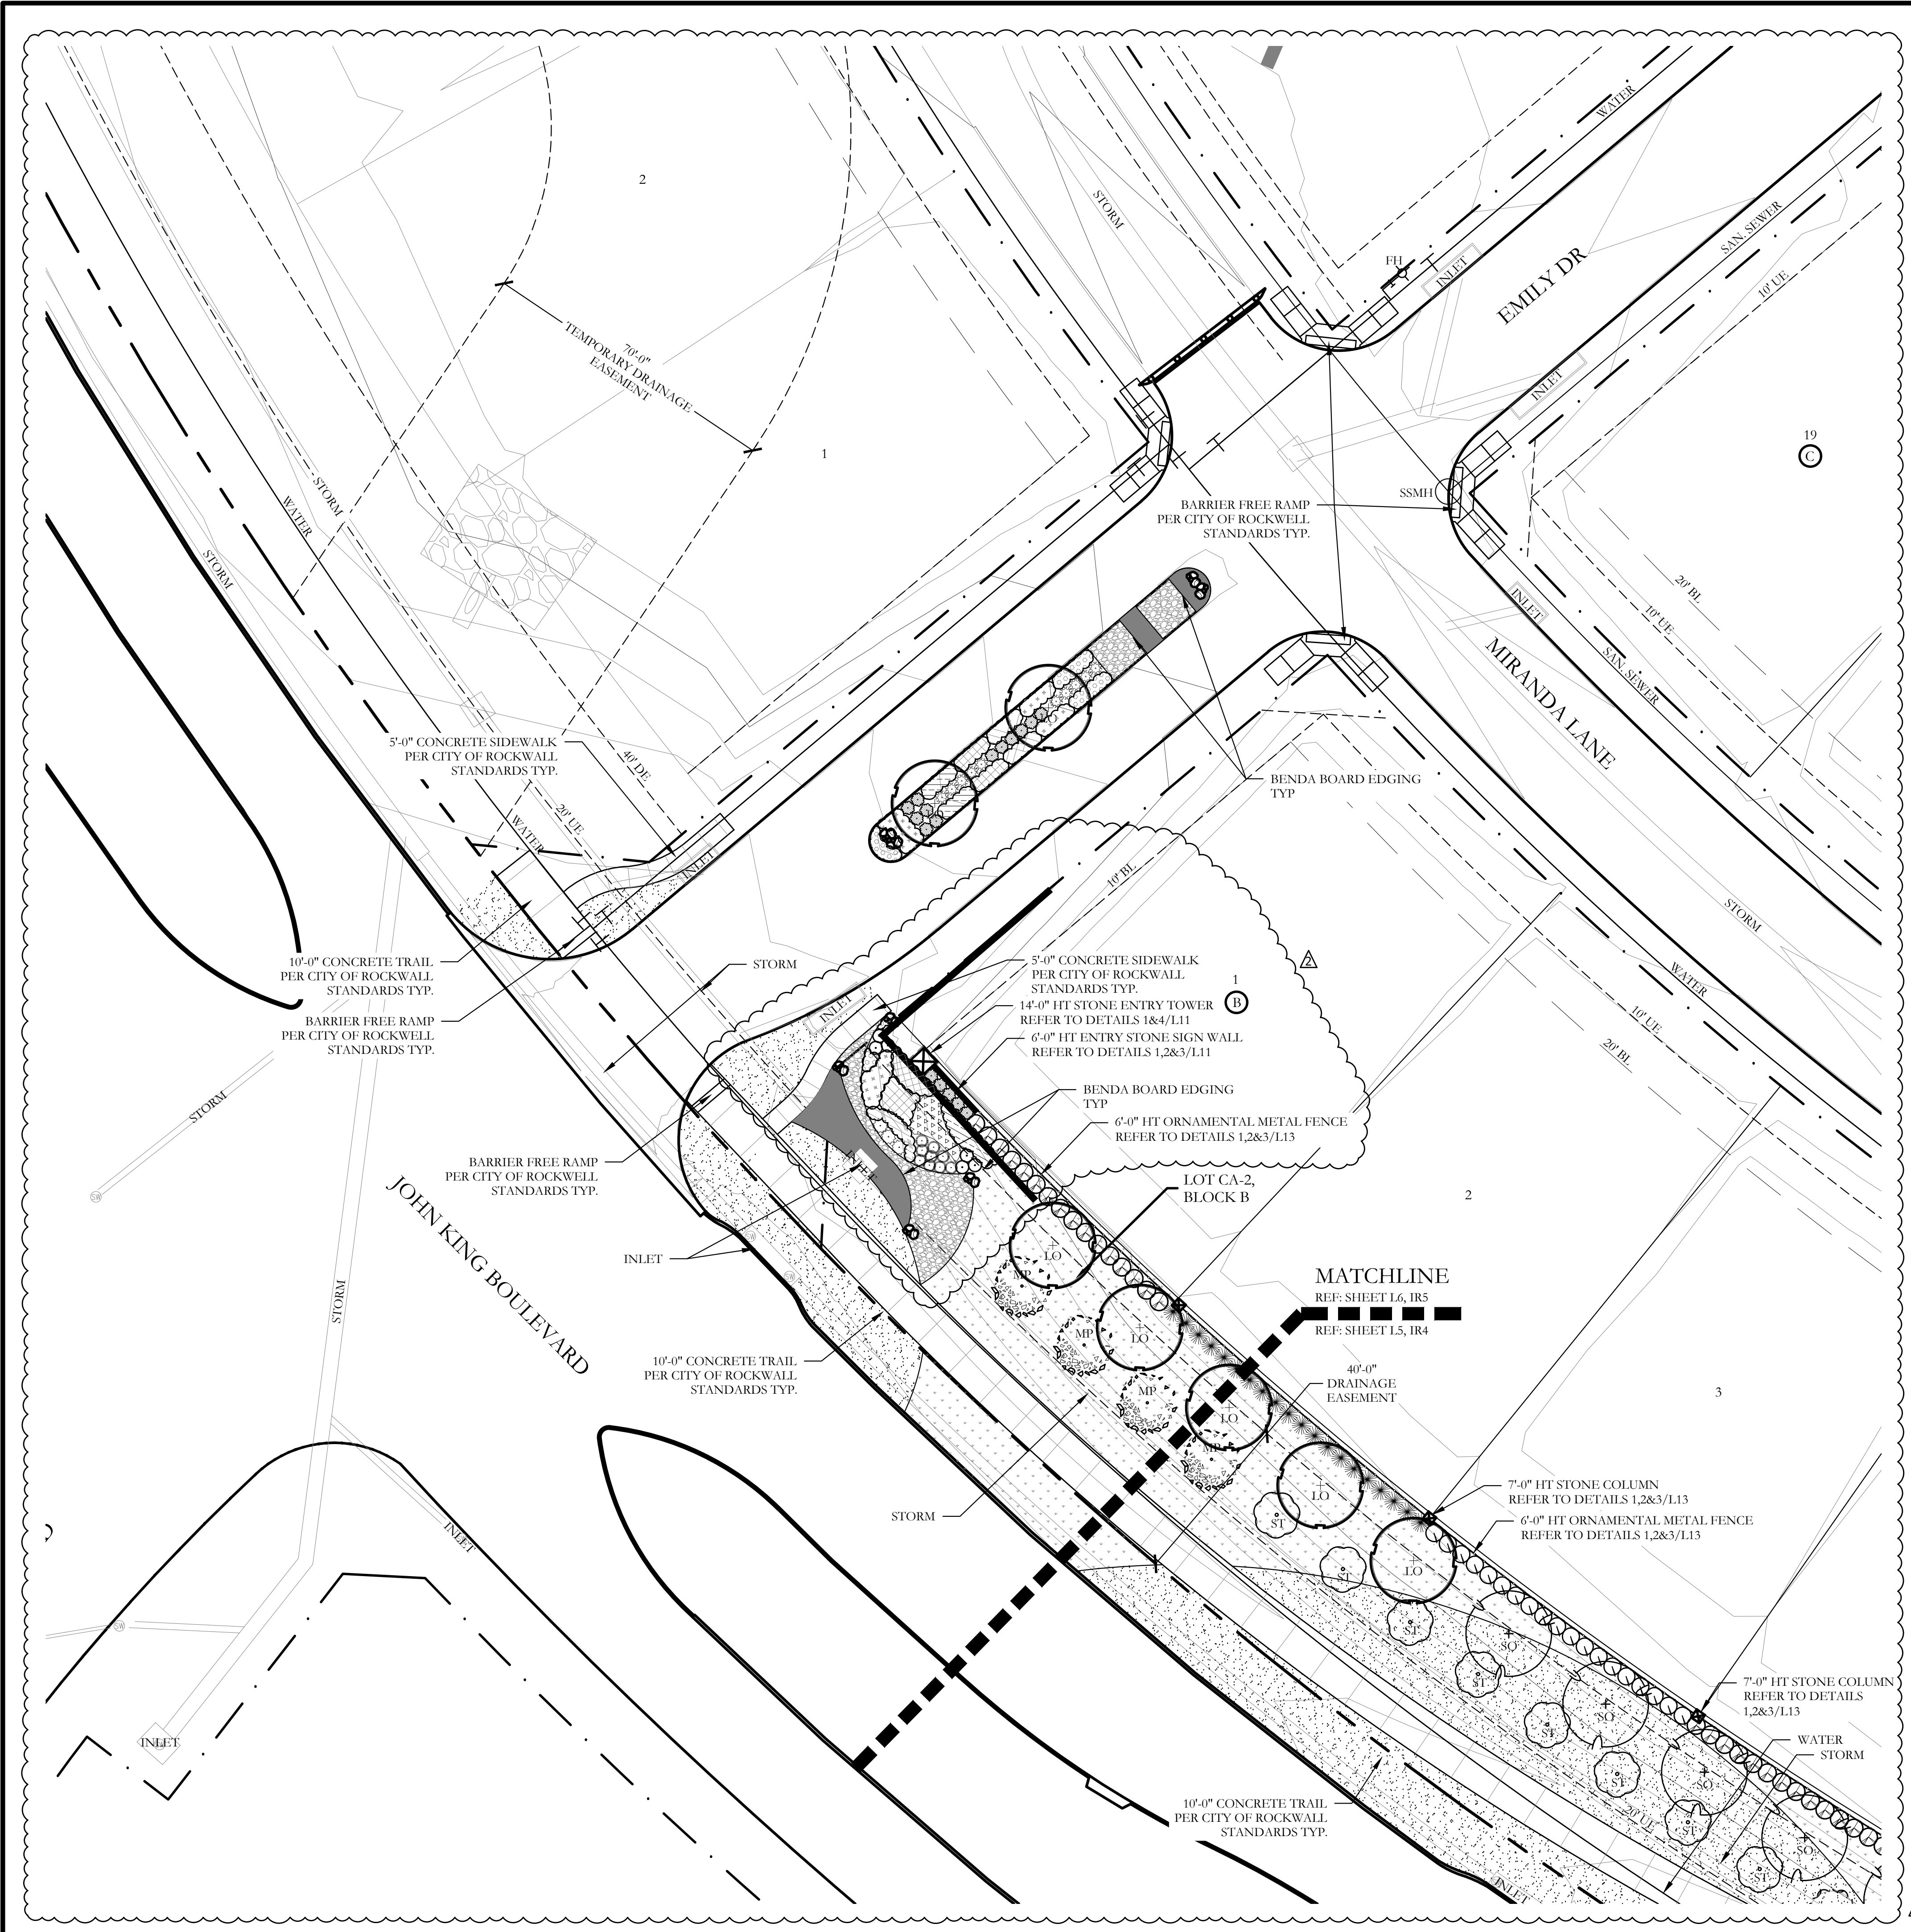 2
STORM
WATER
EMILY DR
SAN. SEWER
10' UE
FH
INLET
INLET
70'-0"
TEMPORARY DRAINAGE
EASEMENT
1
19
C
SSMH
BARRIER FREE RAMP
PER CITY OF ROCKWELL
STANDARDS TYP.
STORM
WATER
STORM
20' BL
10' UE
SAN. SEWER
INLET
MIRANDA LANE
5'-0" CONCRETE SIDEWALK
PER CITY OF ROCKWALL
STANDARDS TYP.
40' DE
20' UE
WATER
INLET
BENDA BOARD EDGING
TYP
10' BL
STORM
WATER
10' UE
20' BL
10'-0" CONCRETE TRAIL
PER CITY OF ROCKWALL
STANDARDS TYP.
BARRIER FREE RAMP
PER CITY OF ROCKWELL
STANDARDS TYP.
STORM
5'-0" CONCRETE SIDEWALK
PER CITY OF ROCKWALL
STANDARDS TYP.
1
B
2
14'-0" HT STONE ENTRY TOWER
REFER TO DETAILS 1&4/L11
6'-0" HT ENTRY STONE SIGN WALL
REFER TO DETAILS 1,2&3/L11
INLET
BENDA BOARD EDGING
TYP
6'-0" HT ORNAMENTAL METAL FENCE
REFER TO DETAILS 1,2&3/L13
STORM
SW
BARRIER FREE RAMP
PER CITY OF ROCKWELL
STANDARDS TYP.
INLET
LOT CA-2,
BLOCK B
2
JOHN KING BOULEVARD
INLET
STORM
MATCHLINE
REF: SHEET L6, IR5
REF: SHEET L5, IR4
LO
MP
LO
MP
LO
MP
MP
LO
LO
10'-0" CONCRETE TRAIL
PER CITY OF ROCKWALL
STANDARDS TYP.
40'-0"
DRAINAGE
EASEMENT
3
STORM
7'-0" HT STONE COLUMN
REFER TO DETAILS 1,2&3/L13
6'-0" HT ORNAMENTAL METAL FENCE
REFER TO DETAILS 1,2&3/L13
INLET
SW
INLET
ST
ST
ST
SO
ST
SO
ST
SO
ST
SO
ST
ST
7'-0" HT STONE COLUMN
REFER TO DETAILS
1,2&3/L13
WATER
STORM
20' UE
10'-0" CONCRETE TRAIL
PER CITY OF ROCKWALL
STANDARDS TYP.
INLET